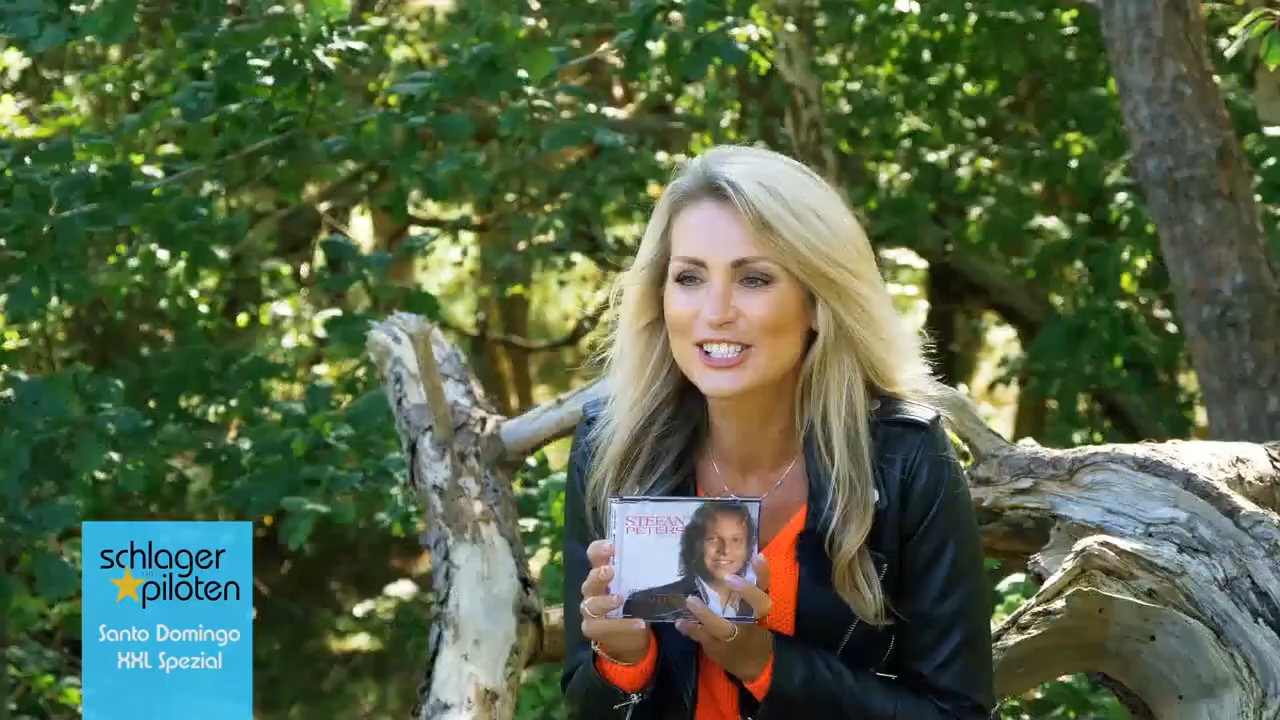 STEFAN
PETERS
schlager
piloten
Santo Domingo
XXL Spezial